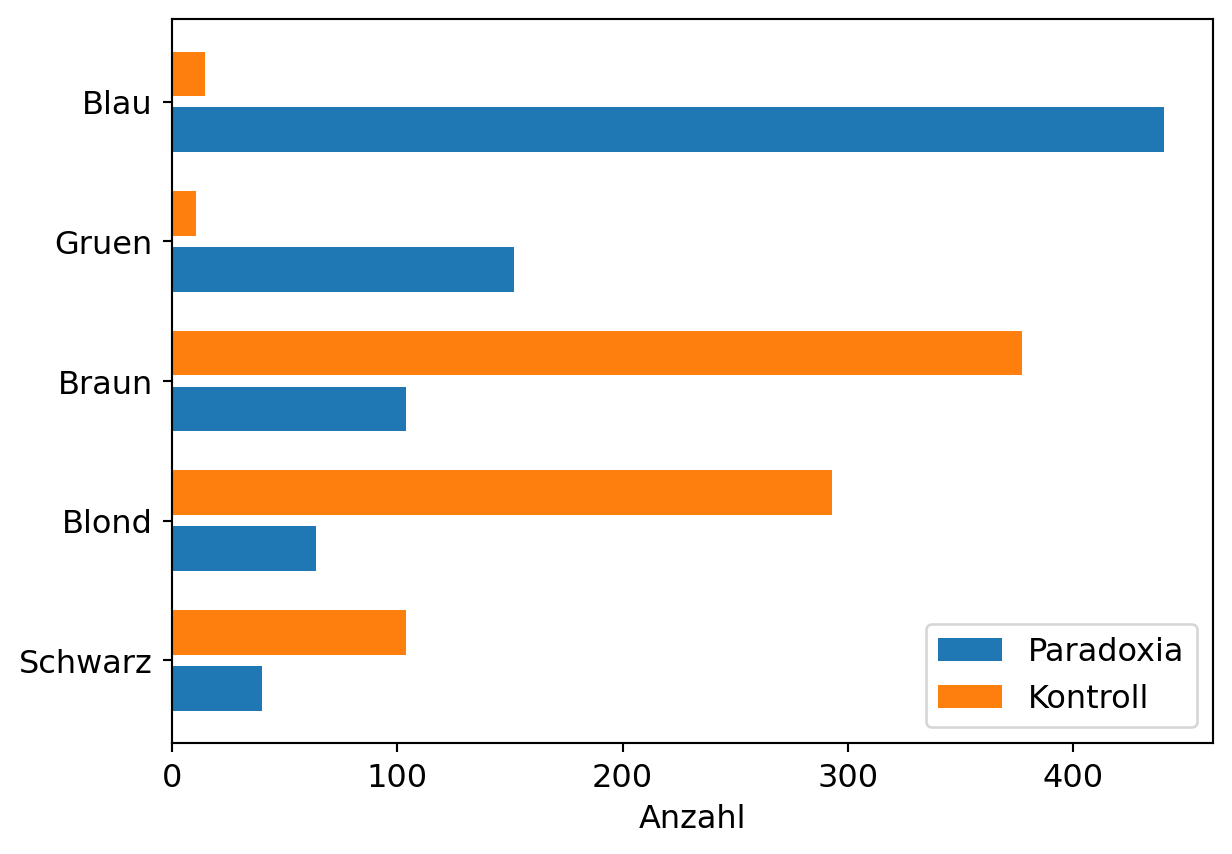 Blau
Gruen
Braun
Blond
Schwarz
Paradoxia
Kontroll
0 100 200 300 400
Anzahl